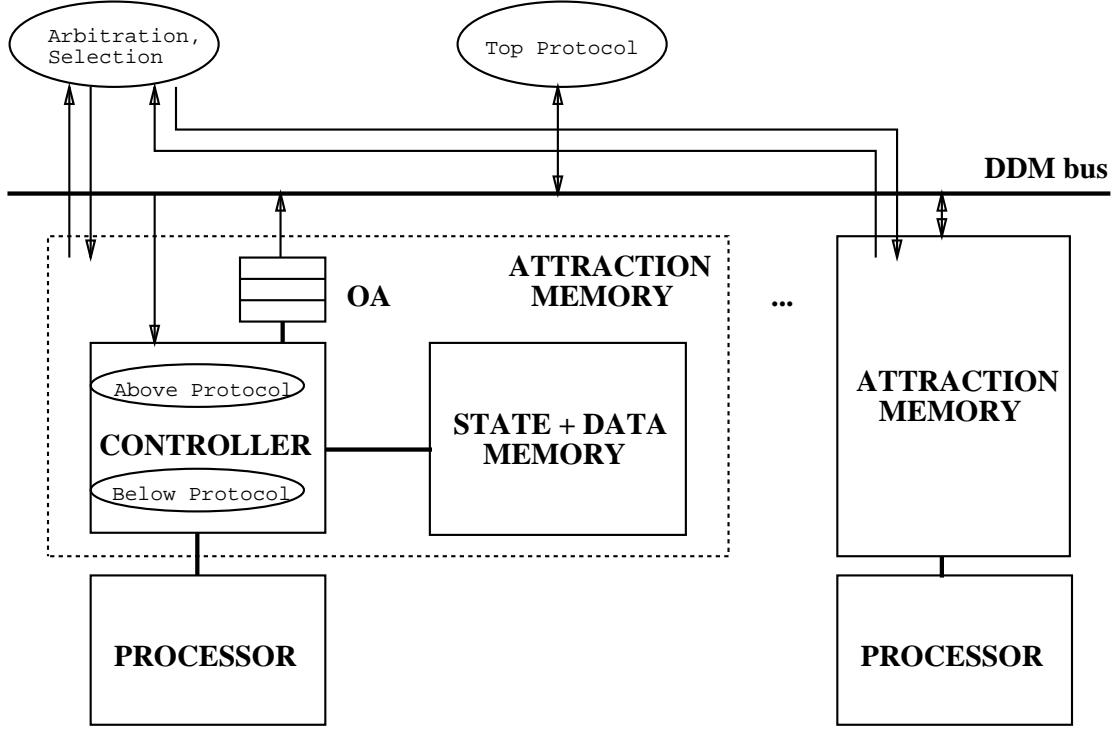 Arbitration,
Selection
Top Protocol
DDM bus
ATTRACTION
MEMORY
OA
...
Above Protocol
CONTROLLER
Below Protocol
STATE + DATA
MEMORY
ATTRACTION
MEMORY
PROCESSOR
PROCESSOR